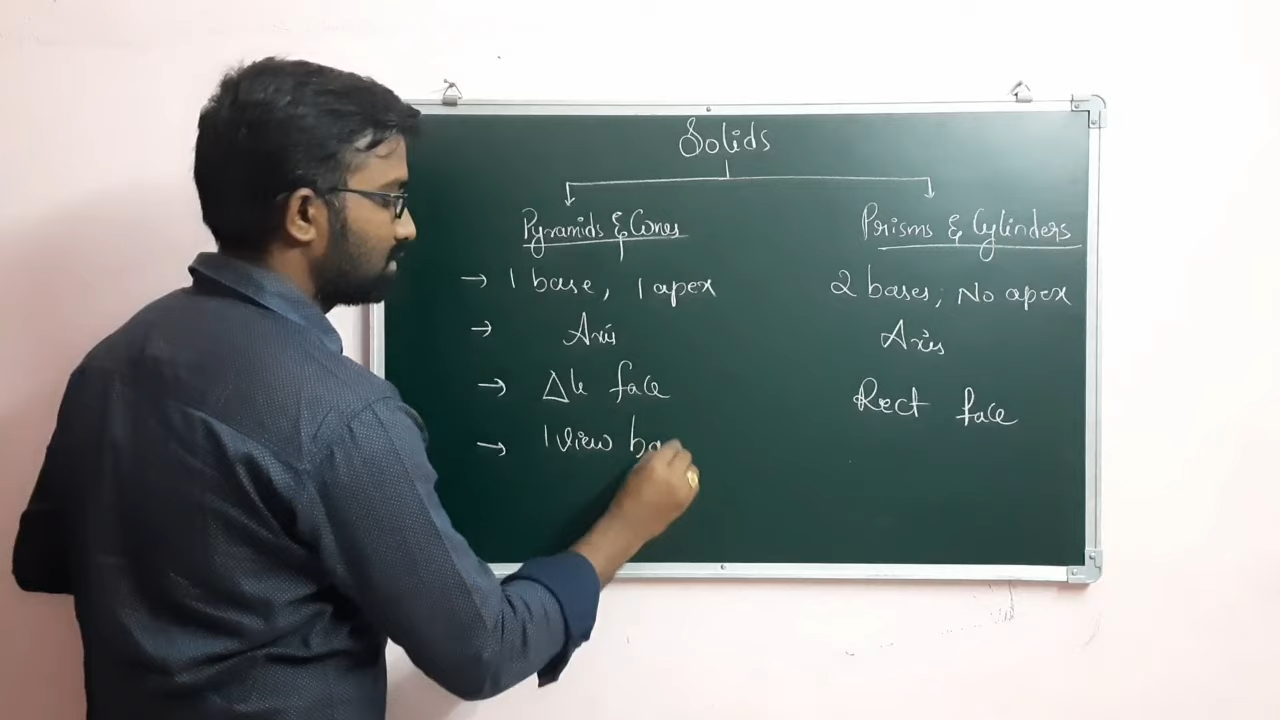 Solids
Pyramids & Cones
Prisms & Cylinders
→ 1 base, 1 apex
2 bases; No apex
→ Axis
Axis
→ Δle face
Rect face
→ 1 view ba